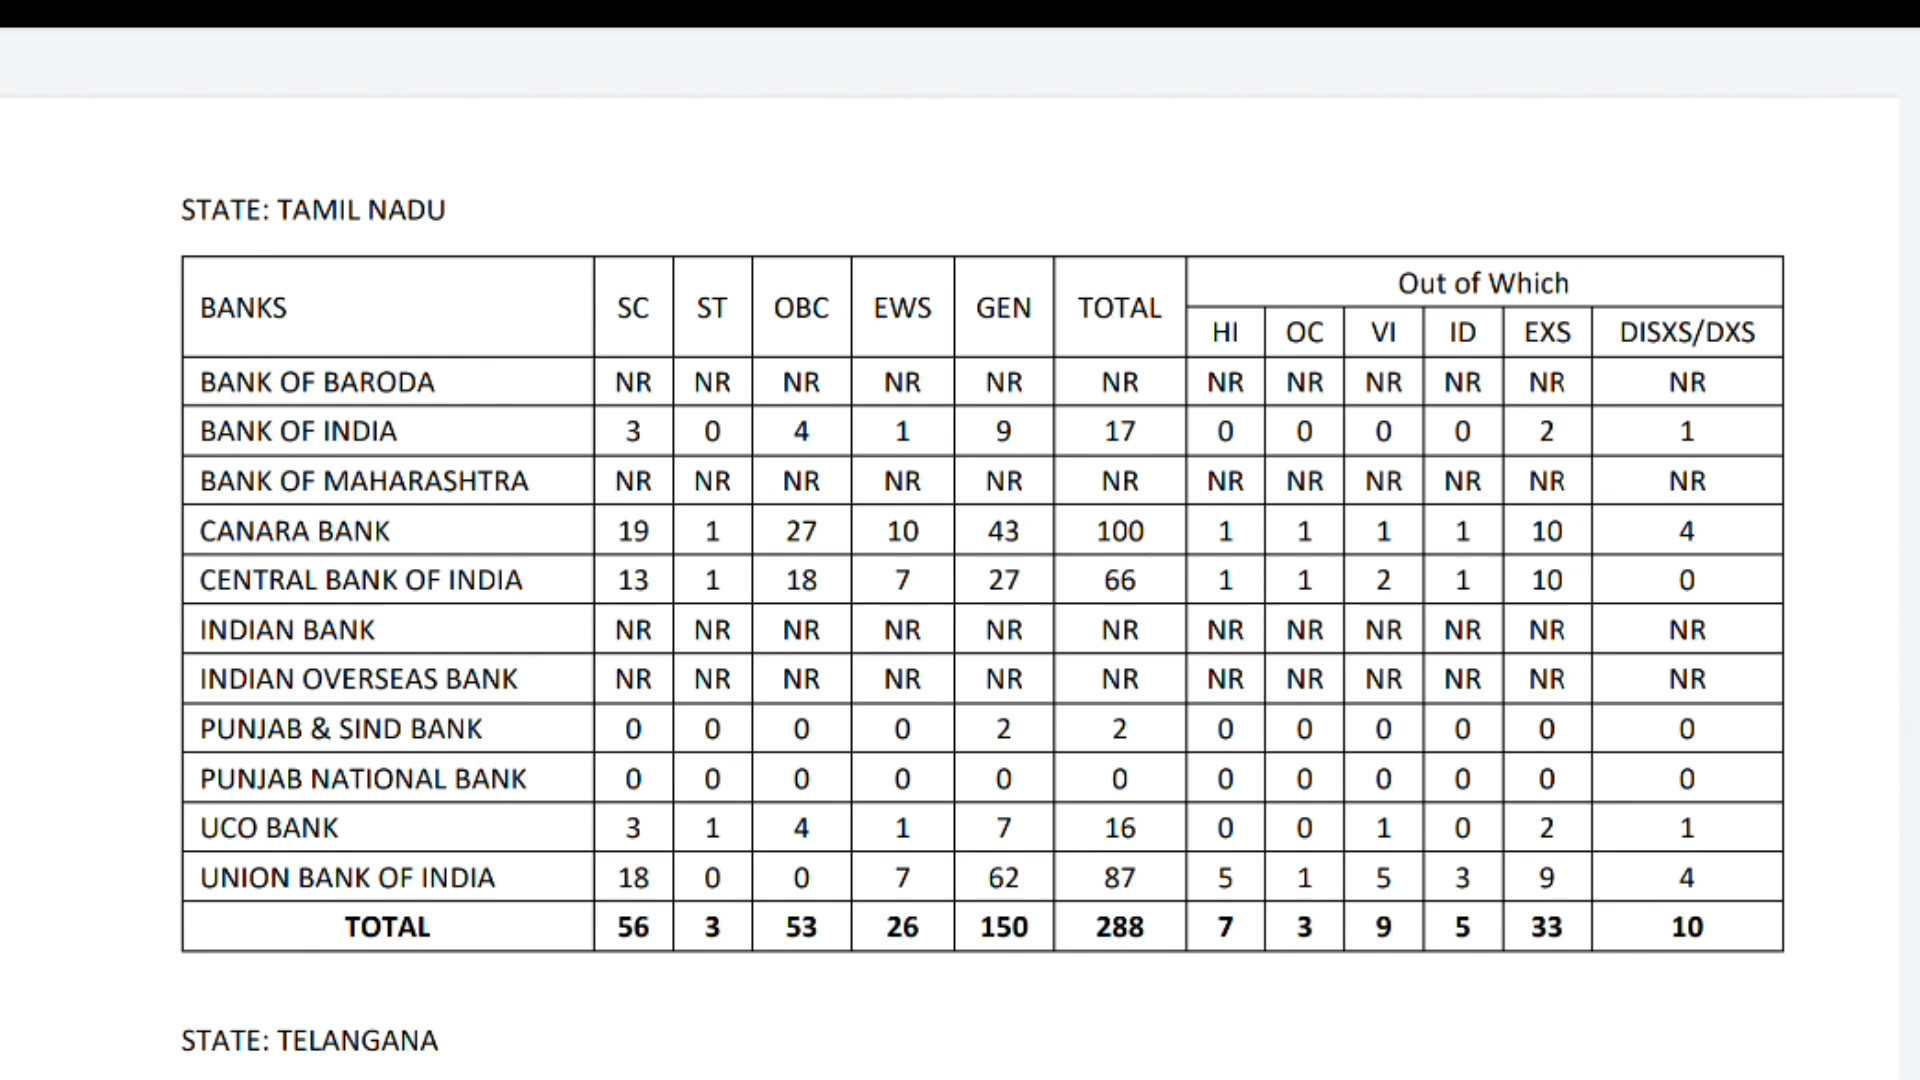 STATE: TAMIL NADU
BANKS SC ST OBC EWS GEN TOTAL Out of Which
HI OC VI ID EXS DISXS/DXS
BANK OF BARODA NR NR NR NR NR NR NR NR NR NR NR NR
BANK OF INDIA 3 0 4 1 9 17 0 0 0 0 2 1
BANK OF MAHARASHTRA NR NR NR NR NR NR NR NR NR NR NR NR
CANARA BANK 19 1 27 10 43 100 1 1 1 1 10 4
CENTRAL BANK OF INDIA 13 1 18 7 27 66 1 1 2 1 10 0
INDIAN BANK NR NR NR NR NR NR NR NR NR NR NR NR
INDIAN OVERSEAS BANK NR NR NR NR NR NR NR NR NR NR NR NR
PUNJAB & SIND BANK 0 0 0 0 2 2 0 0 0 0 0 0
PUNJAB NATIONAL BANK 0 0 0 0 0 0 0 0 0 0 0 0
UCO BANK 3 1 4 1 7 16 0 0 1 0 2 1
UNION BANK OF INDIA 18 0 0 7 62 87 5 1 5 3 9 4
TOTAL 56 3 53 26 150 288 7 3 9 5 33 10
STATE: TELANGANA